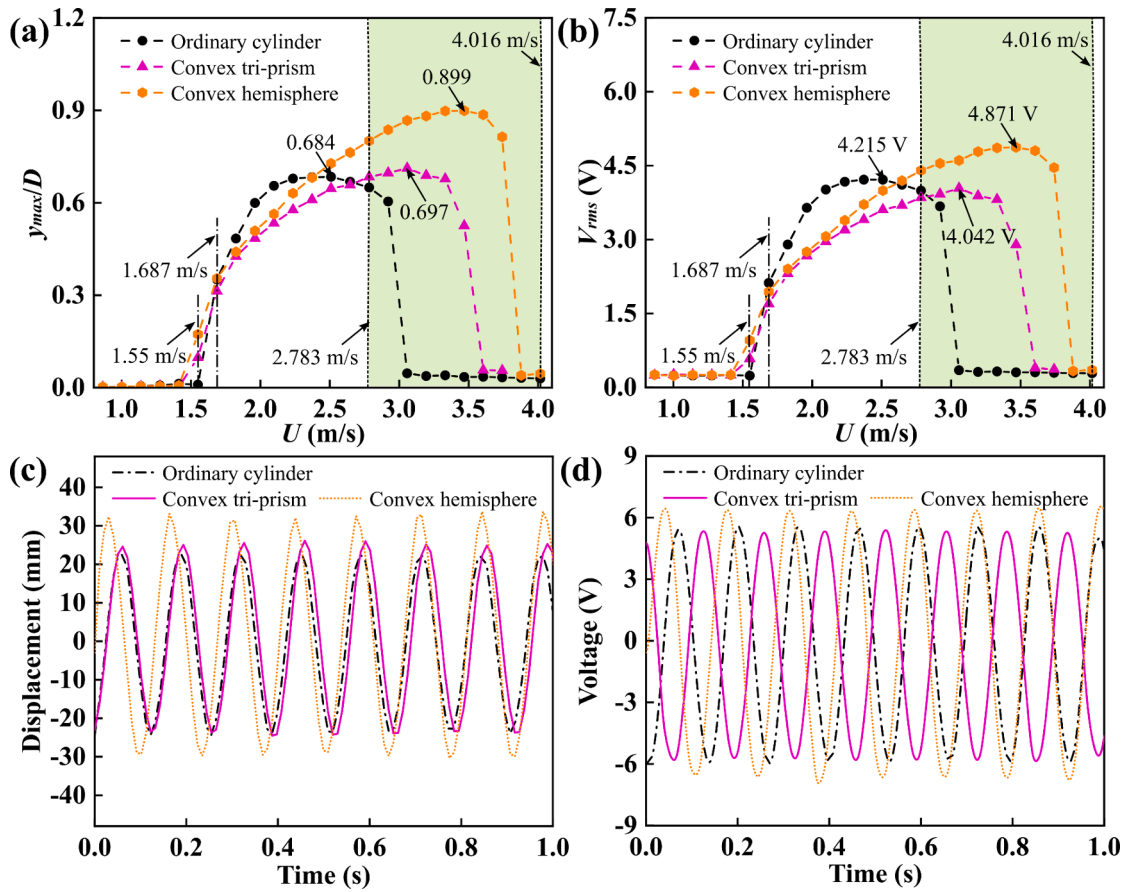 (a)
1.2
0.9
0.6
0.3
0.0
y_max/D
Ordinary cylinder
Convex tri-prism
Convex hemisphere
4.016 m/s
0.899
0.684
0.697
1.687 m/s
1.55 m/s
2.783 m/s
1.0 1.5 2.0 2.5 3.0 3.5 4.0
U (m/s)
(b)
7.5
6.0
4.5
3.0
1.5
0.0
V_rms (V)
Ordinary cylinder
Convex tri-prism
Convex hemisphere
4.016 m/s
4.871 V
4.215 V
4.042 V
1.687 m/s
1.55 m/s
2.783 m/s
1.0 1.5 2.0 2.5 3.0 3.5 4.0
U (m/s)
(c)
40
30
20
10
0
-10
-20
-30
-40
Displacement (mm)
Ordinary cylinder
Convex tri-prism Convex hemisphere
0.0 0.2 0.4 0.6 0.8 1.0
Time (s)
(d)
9
6
3
0
-3
-6
-9
Voltage (V)
Ordinary cylinder
Convex tri-prism Convex hemisphere
0.0 0.2 0.4 0.6 0.8 1.0
Time (s)